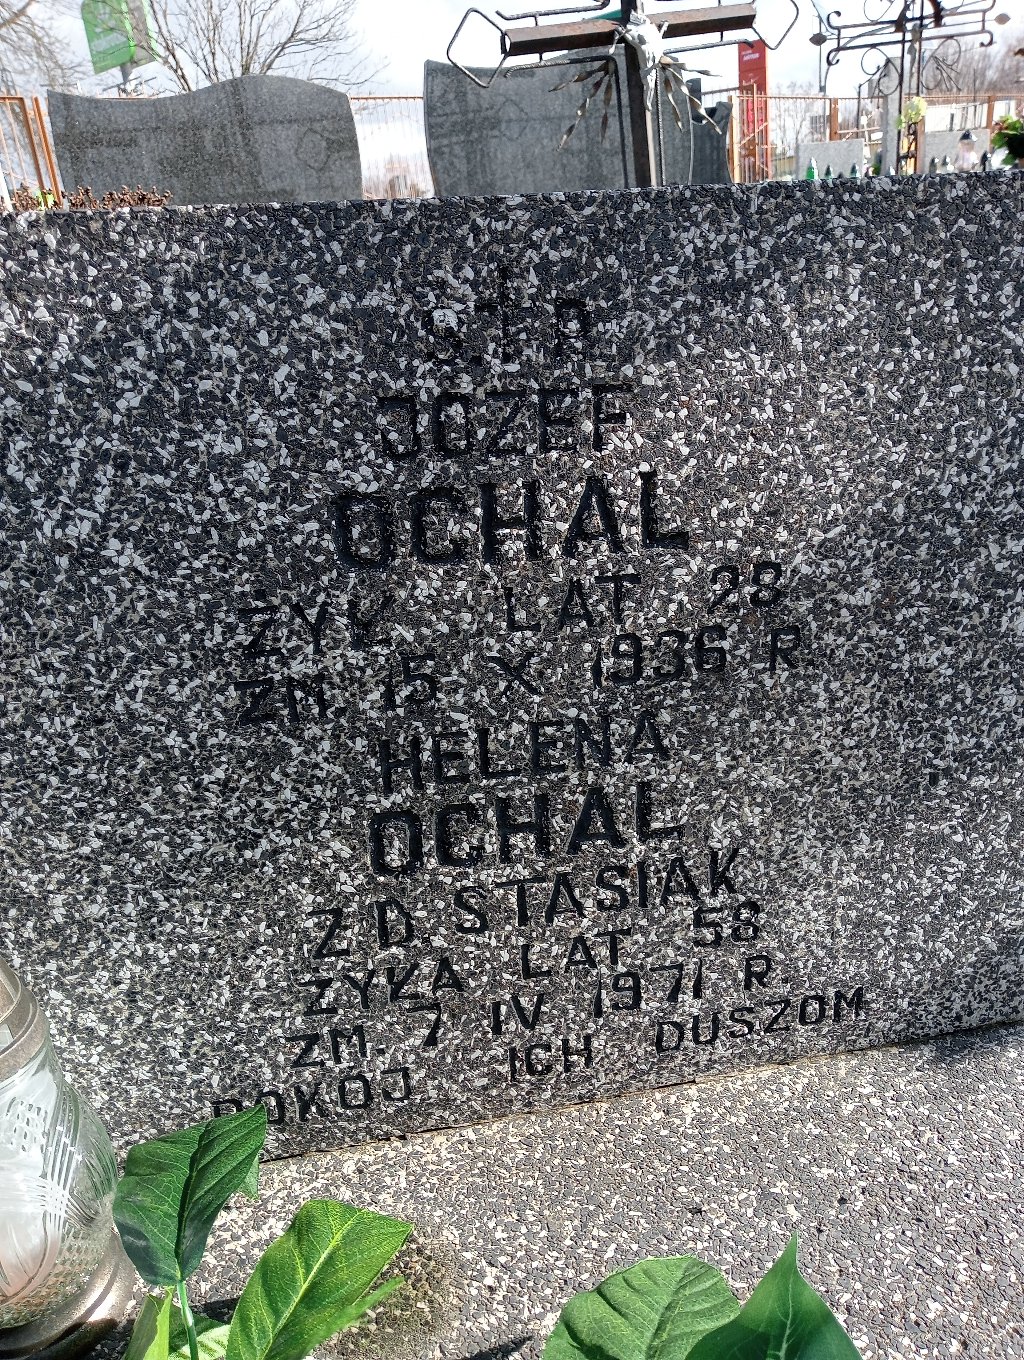 Ś.†P.
JÓZEF
OCHAL
ŻYŁ LAT 28
ZM. 15 X 1936 R
HELENA
OCHAL
Z D. STASIAK
ŻYŁA LAT 58
ZM. 7 IV 1971 R.
POKÓJ ICH DUSZOM